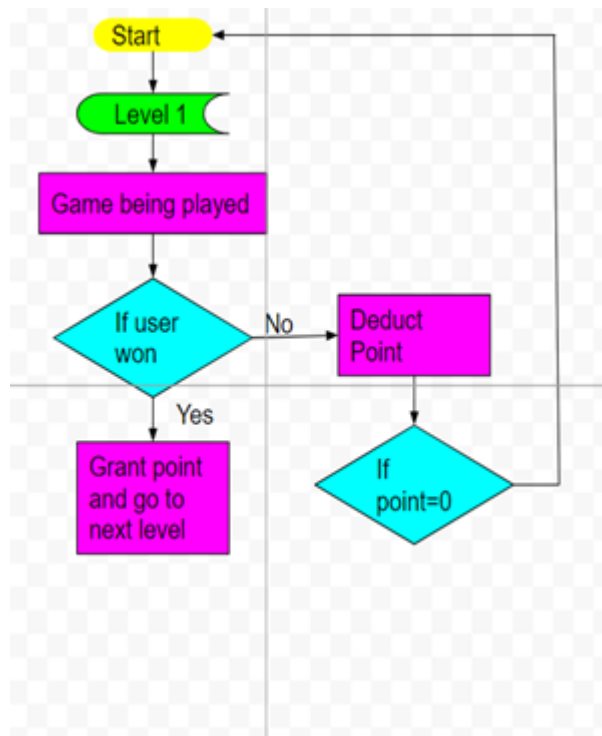 Start
Level 1
Game being played
If user
won
No
Deduct
Point
Yes
Grant point
and go to
next level
If
point=0